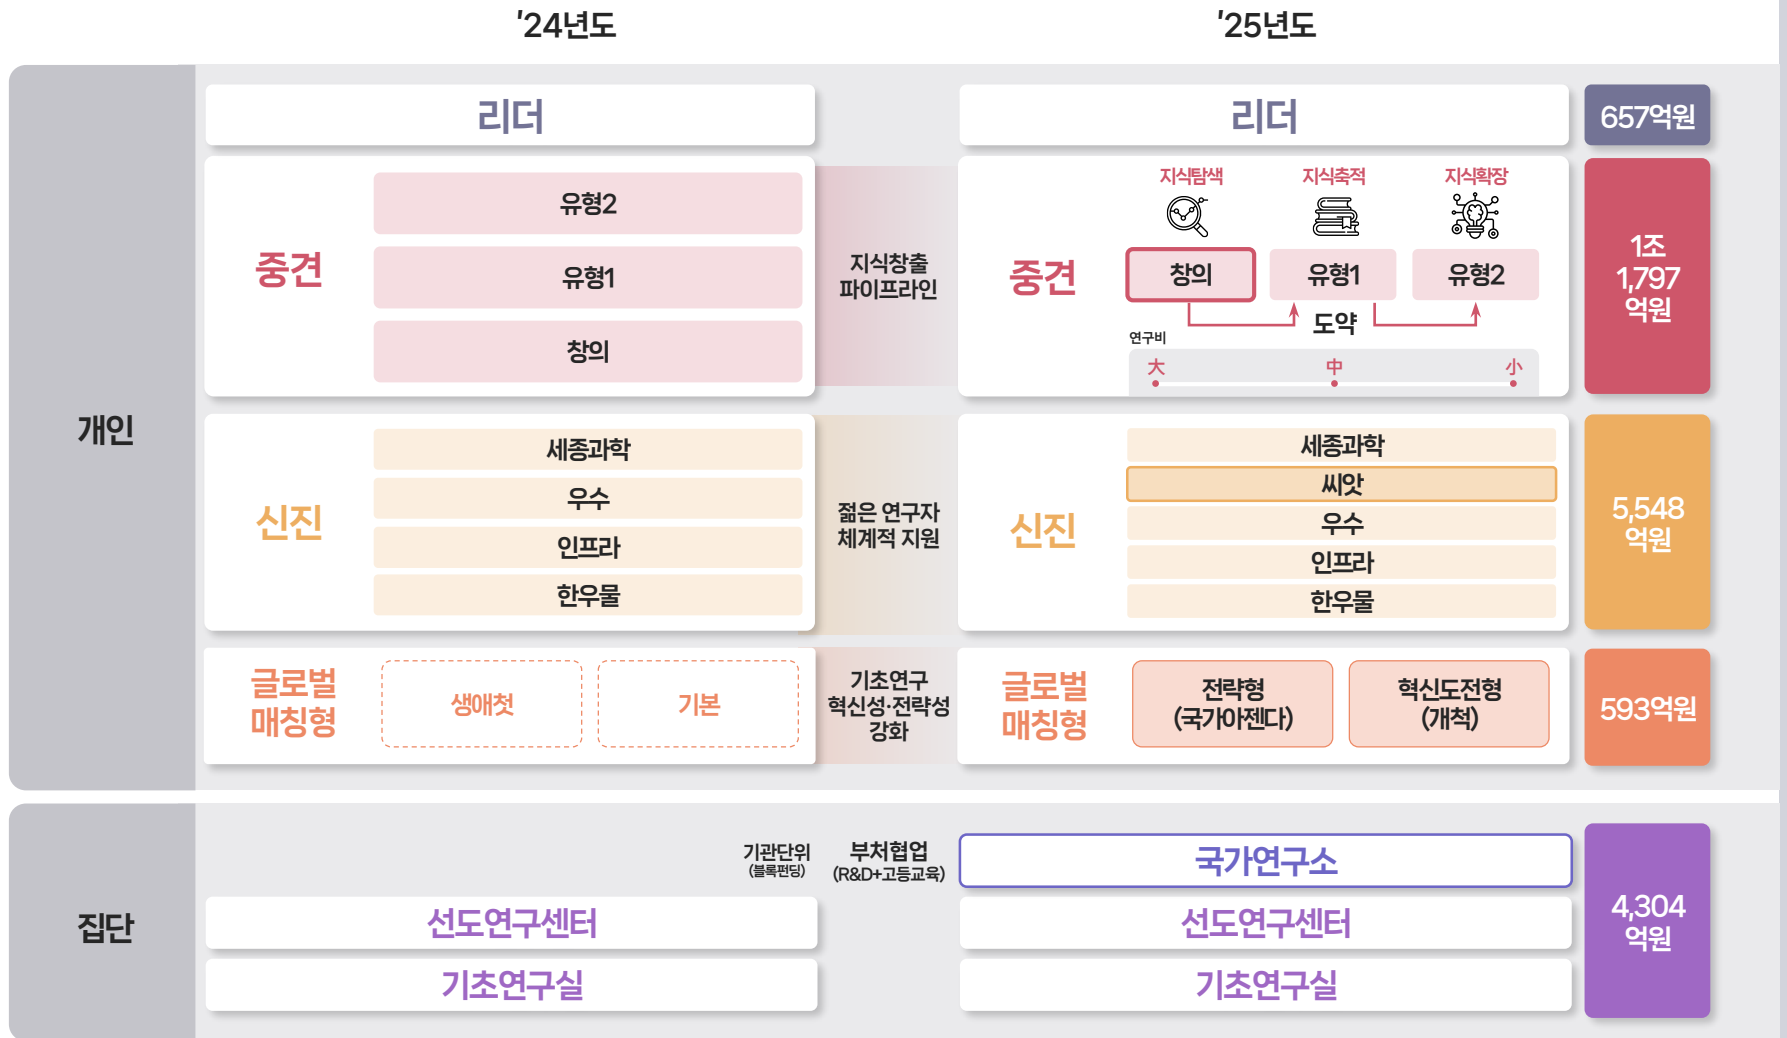 '24년도
'25년도
개인
리더
리더
657억원
중견
유형2
유형1
창의
지식창출
파이프라인
중견
지식탐색
지식축적
지식확장
창의
유형1
유형2
도약
연구비
大
中
小
1조
1,797
억원
신진
세종과학
우수
인프라
한우물
젊은 연구자
체계적 지원
신진
세종과학
씨앗
우수
인프라
한우물
5,548
억원
글로벌
매칭형
생애첫
기본
기초연구
혁신성·전략성
강화
글로벌
매칭형
전략형
(국가아젠다)
혁신도전형
(개척)
593억원
집단
기관단위
(블록펀딩)
부처협업
(R&D+고등교육)
국가연구소
선도연구센터
선도연구센터
기초연구실
기초연구실
4,304
억원